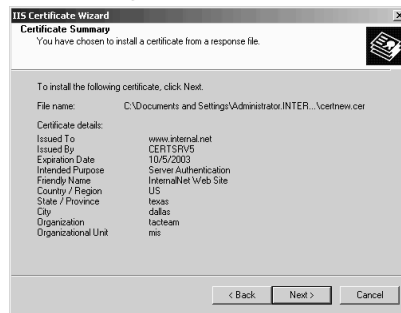 IIS Certificate Wizard
Certificate Summary
You have chosen to install a certificate from a response file.
To install the following certificate, click Next.
File name: C:\Documents and Settings\Administrator.INTER...\certnew.cer
Certificate details:
Issued To www.internal.net
Issued By CERTSRV5
Expiration Date 10/5/2003
Intended Purpose Server Authentication
Friendly Name InternalNet Web Site
Country / Region US
State / Province texas
City dallas
Organization tacteam
Organizational Unit mis
< Back Next > Cancel